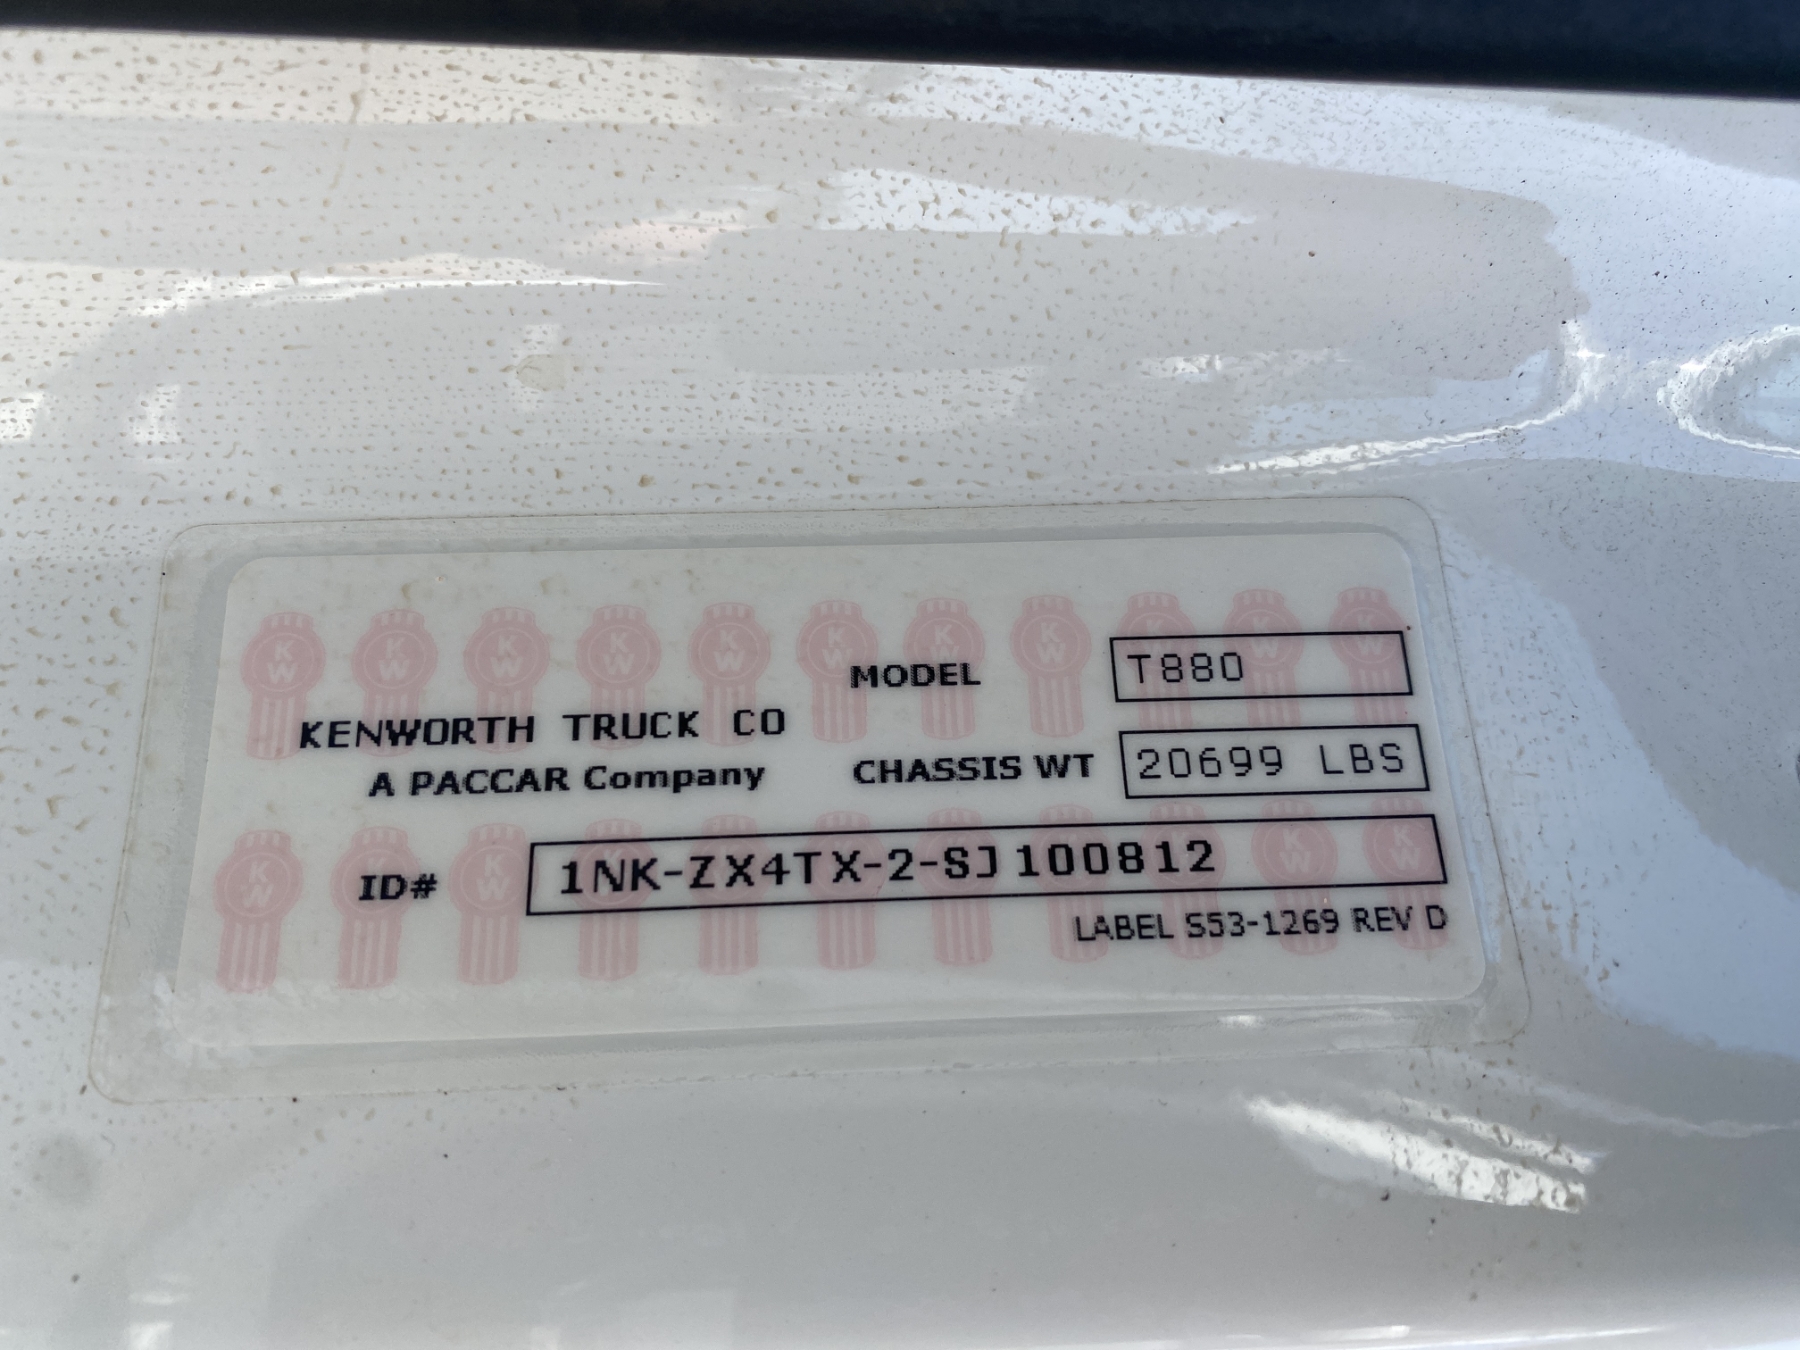 MODEL T880
KENWORTH TRUCK CO
A PACCAR Company
CHASSIS WT 20699 LBS
ID# 1NK-ZX4TX-2-SJ100812
LABEL S53-1269 REV D